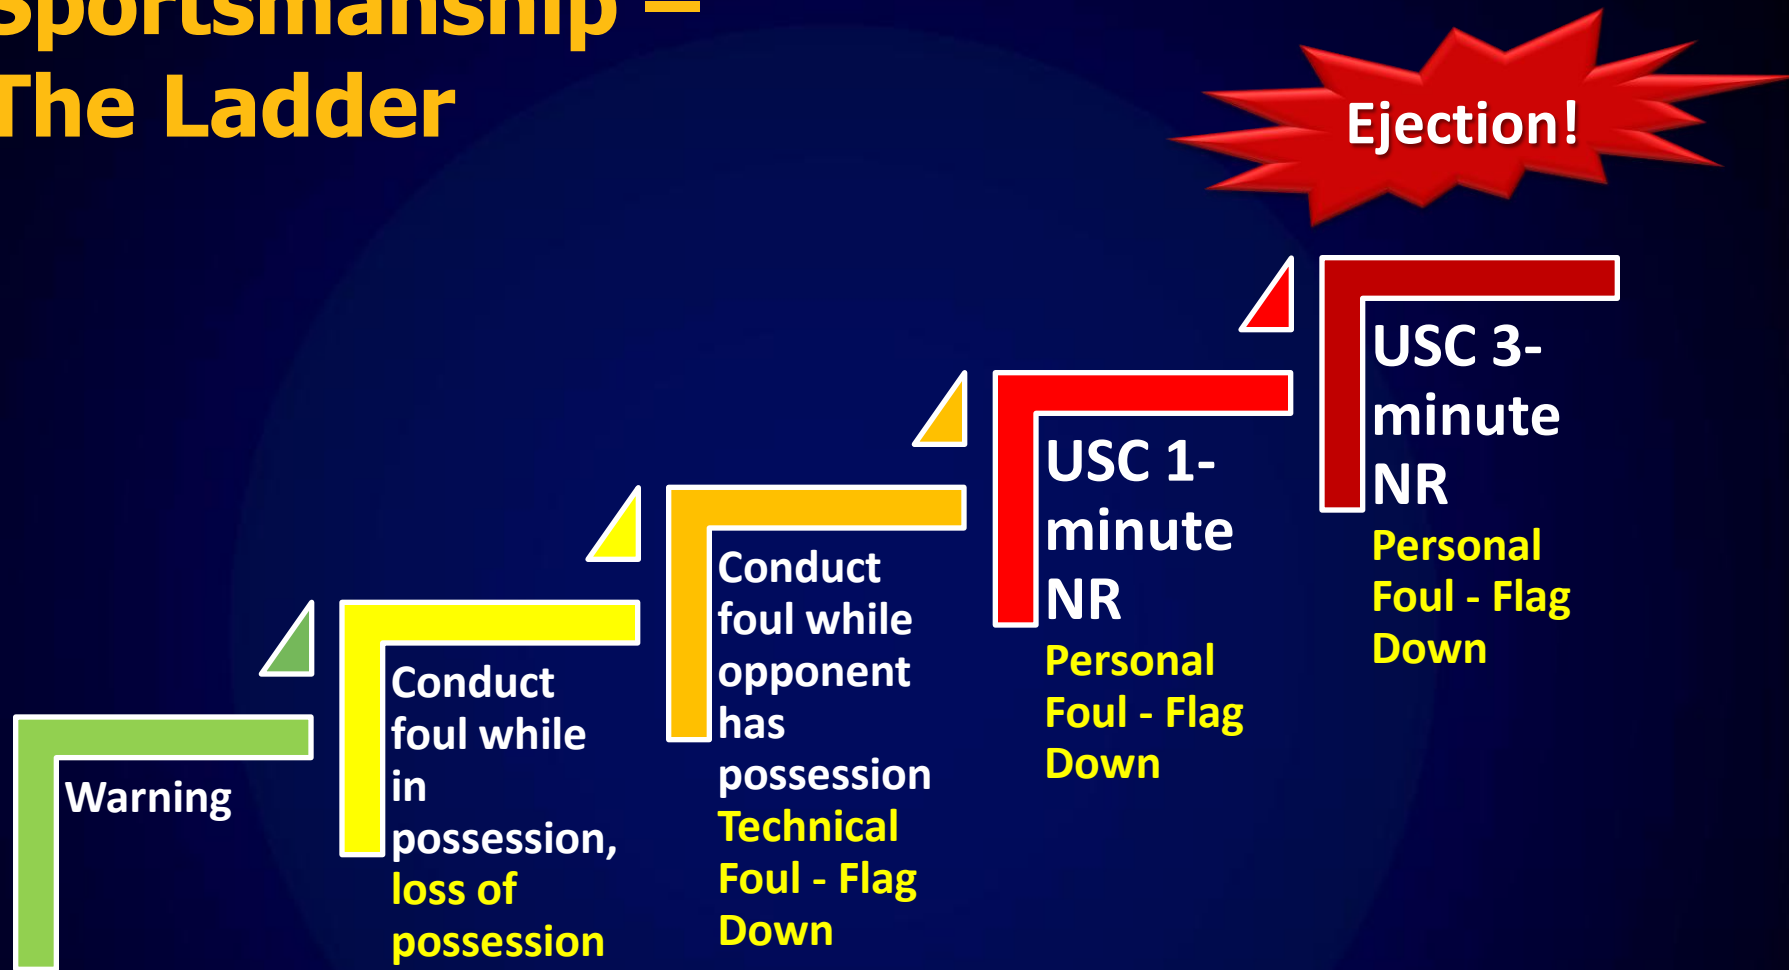 Sportsmanship –
The Ladder
Ejection!
Warning
Conduct
foul while
in
possession,
loss of
possession
Conduct
foul while
opponent
has
possession
Technical
Foul - Flag
Down
USC 1-
minute
NR
Personal
Foul - Flag
Down
USC 3-
minute
NR
Personal
Foul - Flag
Down